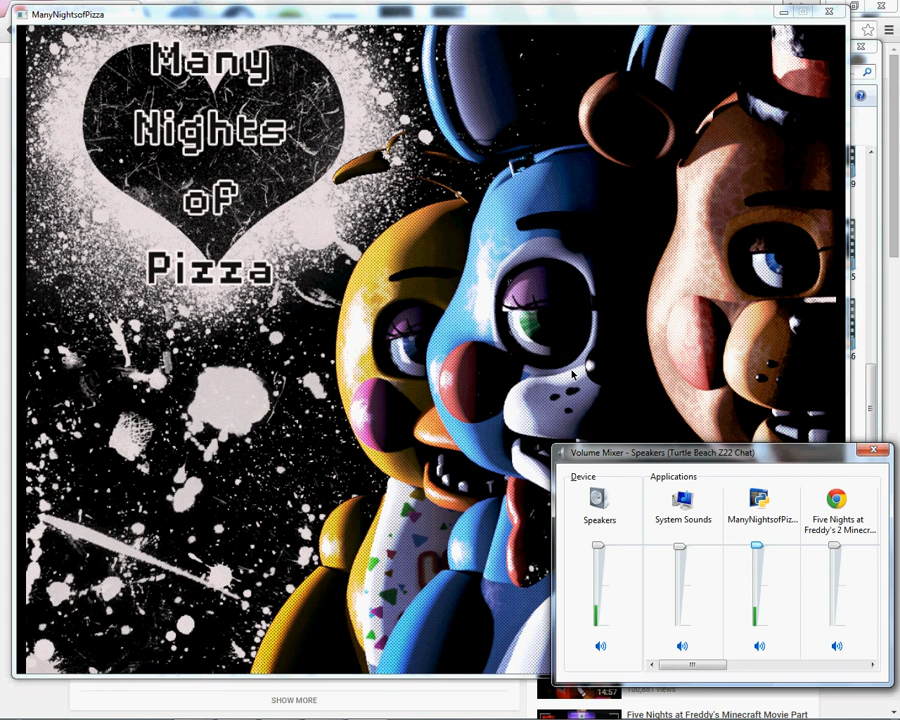 ManyNightsofPizza
Many
Nights
of
Pizza
Volume Mixer - Speakers (Turtle Beach Z22 Chat)
Device
Applications
Speakers
System Sounds
ManyNightsofPiz...
Five Nights at
Freddy's 2 Minecr...
SHOW MORE
14:57
Five Nights at Freddy's Minecraft Movie Part